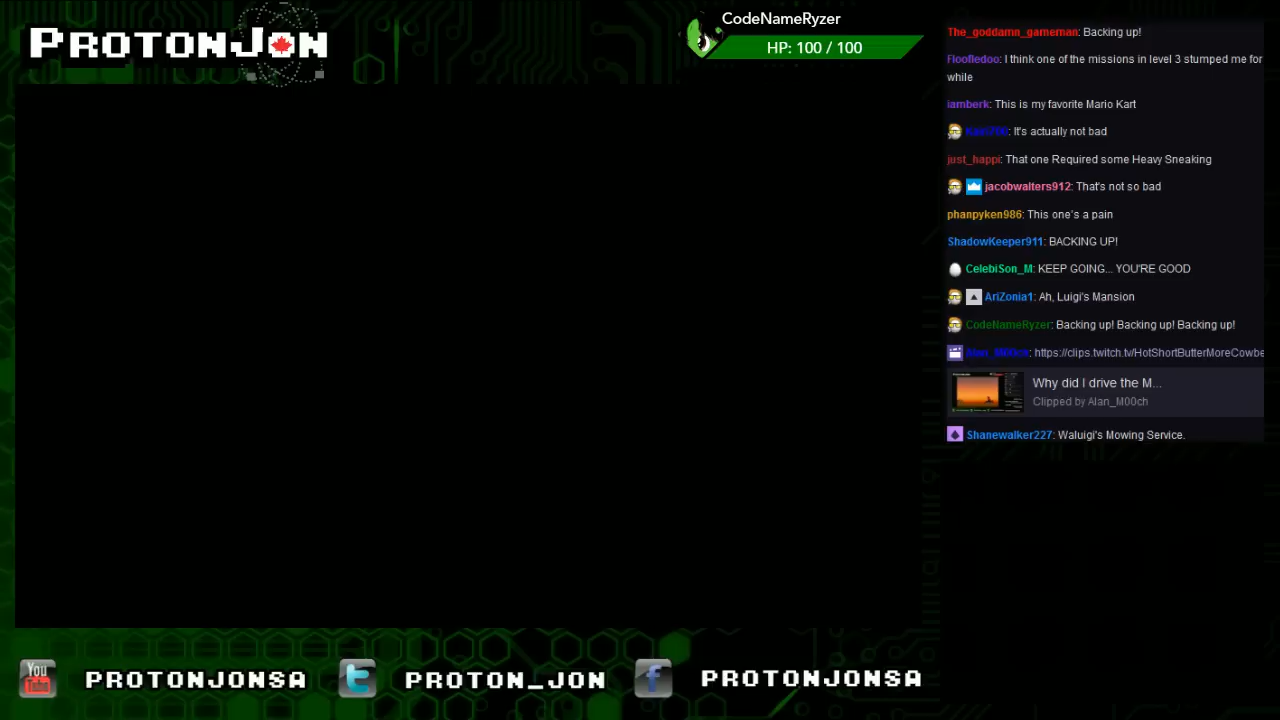 PROTONJON
CodeNameRyzer
HP: 100 / 100
The_goddamn_gameman: Backing up!
Floofledoo: I think one of the missions in level 3 stumped me for
while
iamberk: This is my favorite Mario Kart
: It's actually not bad
just_happi: That one Required some Heavy Sneaking
jacobwalters912: That's not so bad
phanpyken986: This one's a pain
ShadowKeeper911: BACKING UP!
CelebiSon_M: KEEP GOING... YOU'RE GOOD
AriZonia1: Ah, Luigi's Mansion
CodeNameRyzer: Backing up! Backing up! Backing up!
Alan_M00ch: https://clips.twitch.tv/HotShortButterMoreCowbe
Why did I drive the M...
Clipped by Alan_M00ch
Shanewalker227: Waluigi's Mowing Service.
You
Tube
PROTONJONSA
PROTON_JON
PROTONJONSA